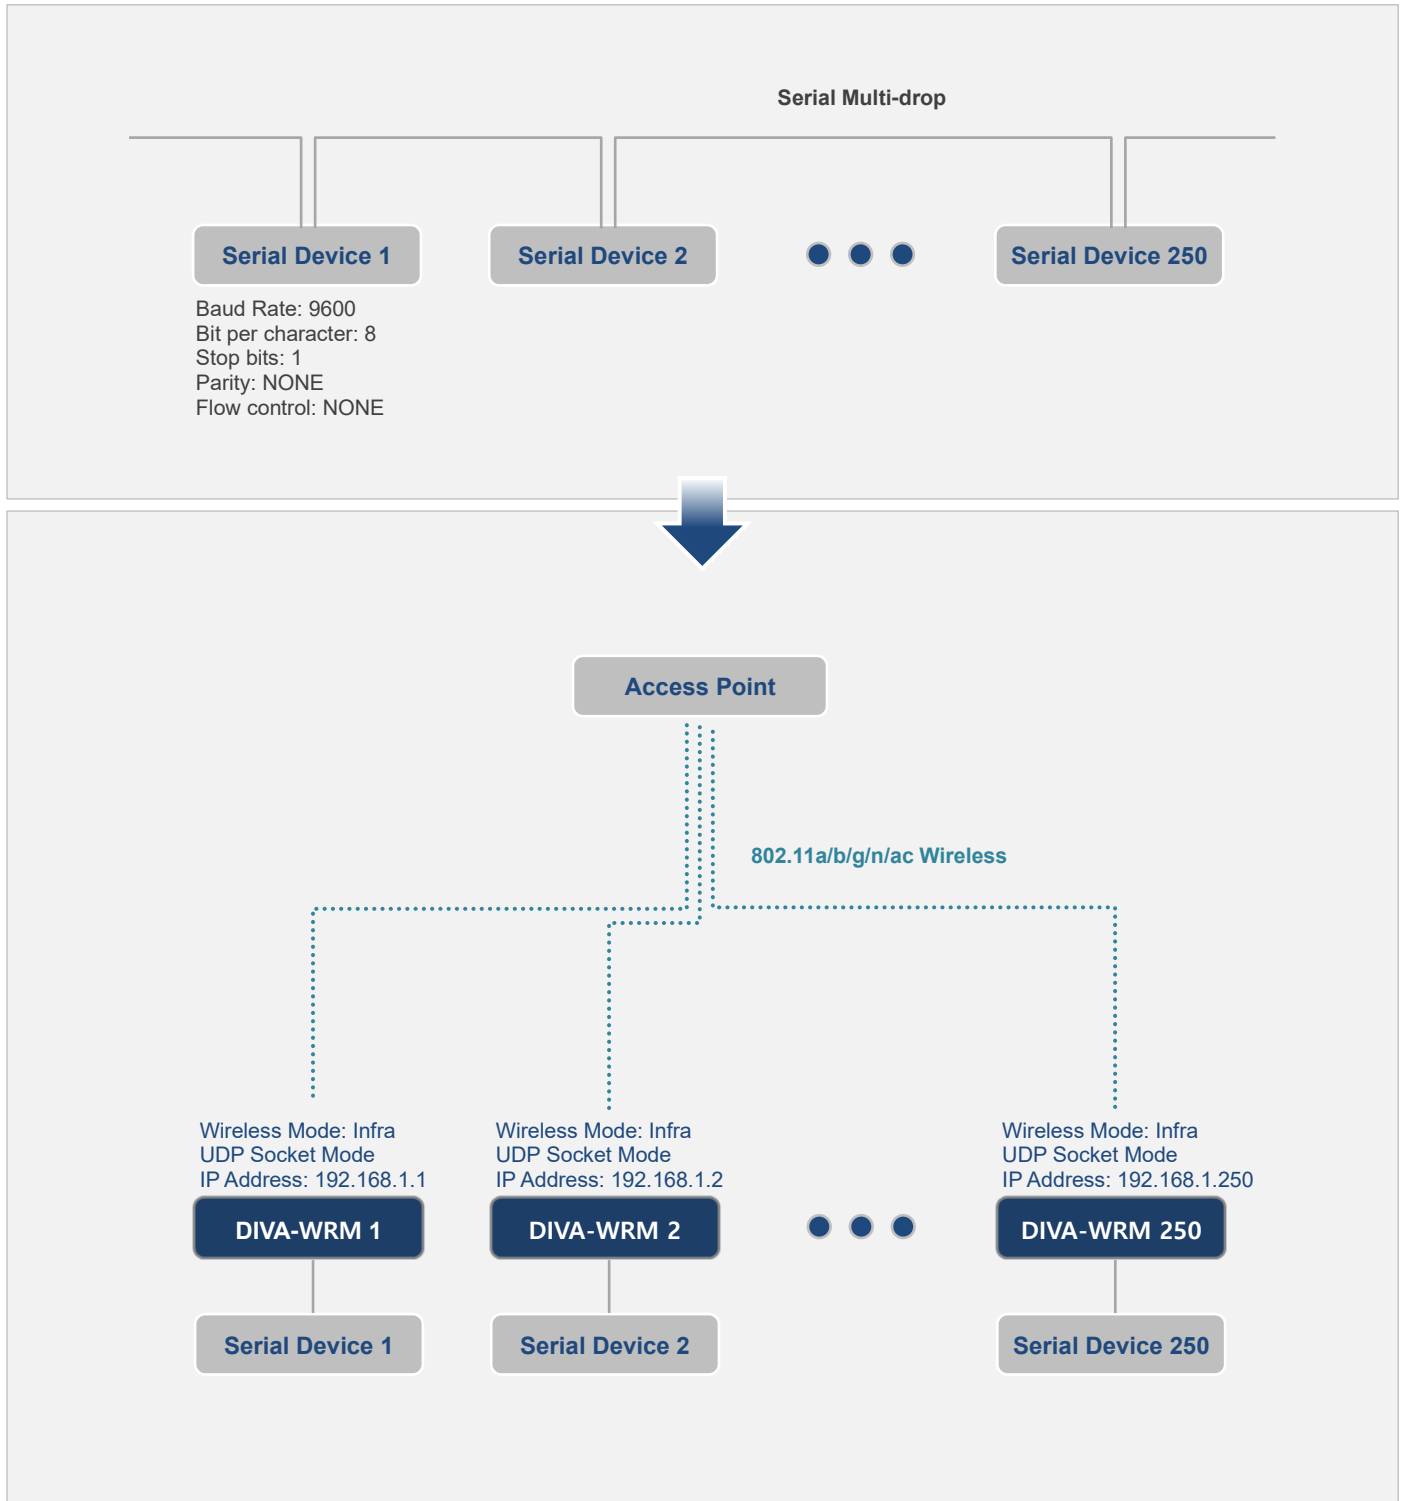 Serial Multi-drop
Serial Device 1
Serial Device 2
Serial Device 250
Baud Rate: 9600
Bit per character: 8
Stop bits: 1
Parity: NONE
Flow control: NONE
Access Point
802.11a/b/g/n/ac Wireless
Wireless Mode: Infra
UDP Socket Mode
IP Address: 192.168.1.1
Wireless Mode: Infra
UDP Socket Mode
IP Address: 192.168.1.2
Wireless Mode: Infra
UDP Socket Mode
IP Address: 192.168.1.250
DIVA-WRM 1
DIVA-WRM 2
DIVA-WRM 250
Serial Device 1
Serial Device 2
Serial Device 250